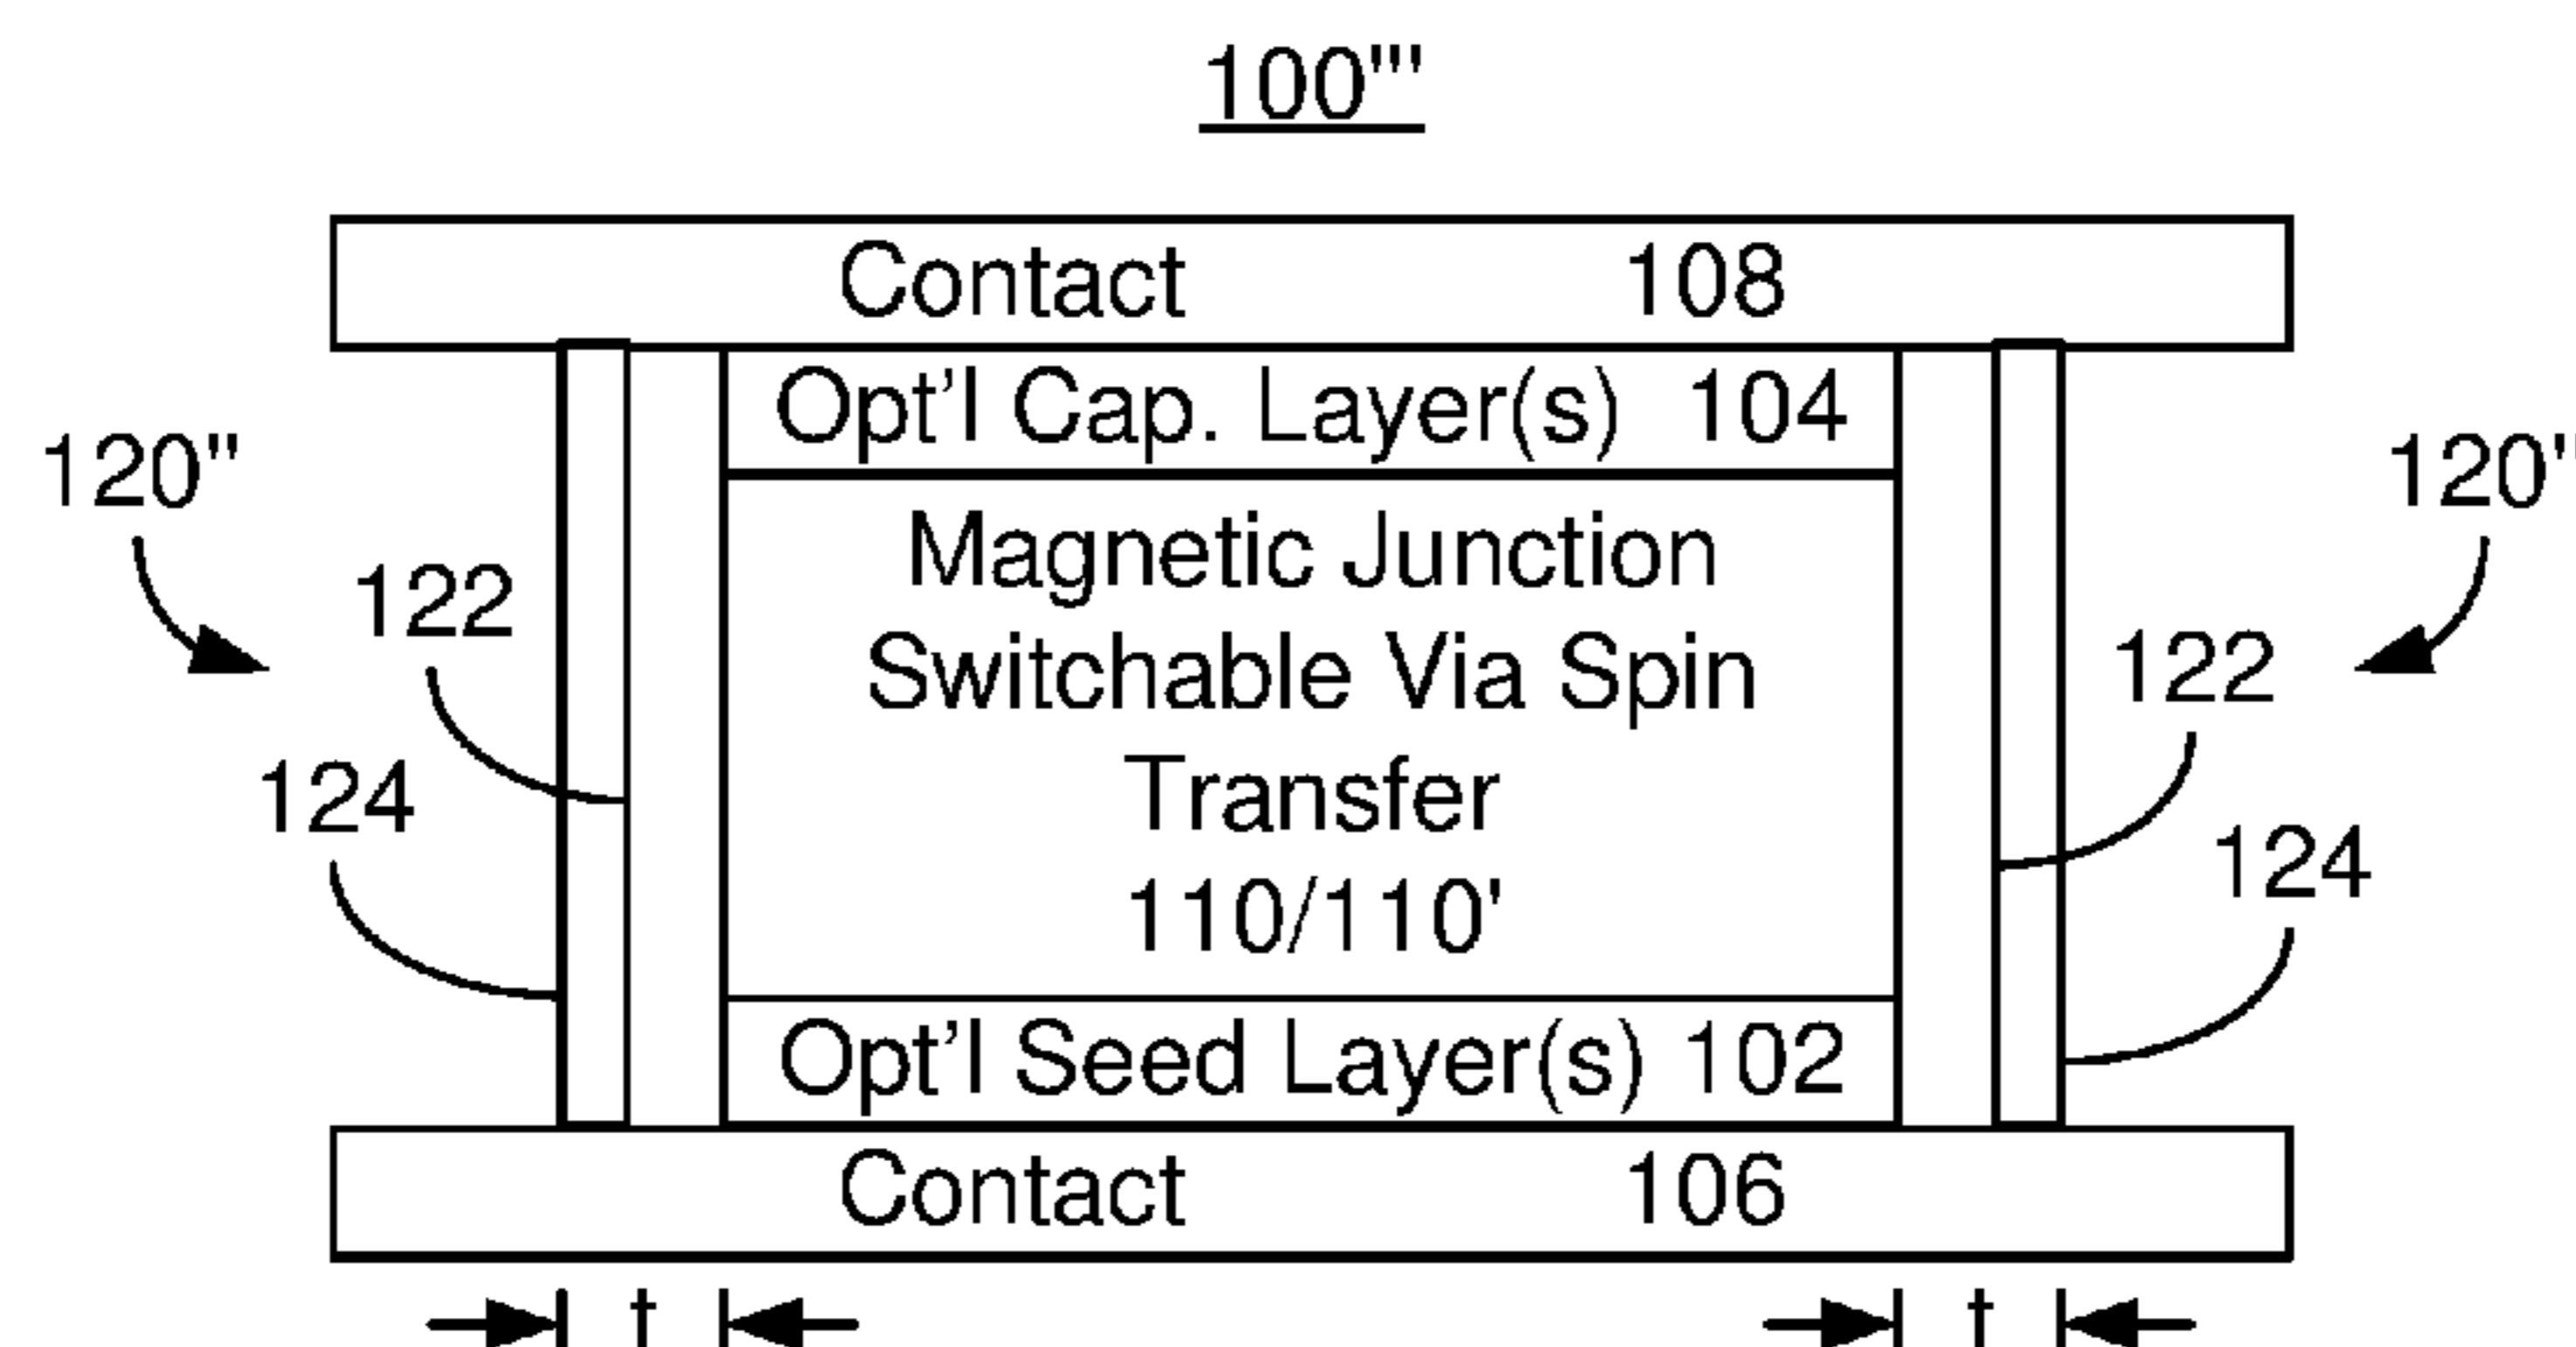 100'''
Contact 108
Opt’l Cap. Layer(s) 104
120" 120"
Magnetic Junction
122
Switchable Via Spin
122
Transfer
124
124
110/110'
Opt’l Seed Layer(s) 102
Contact 106
t t